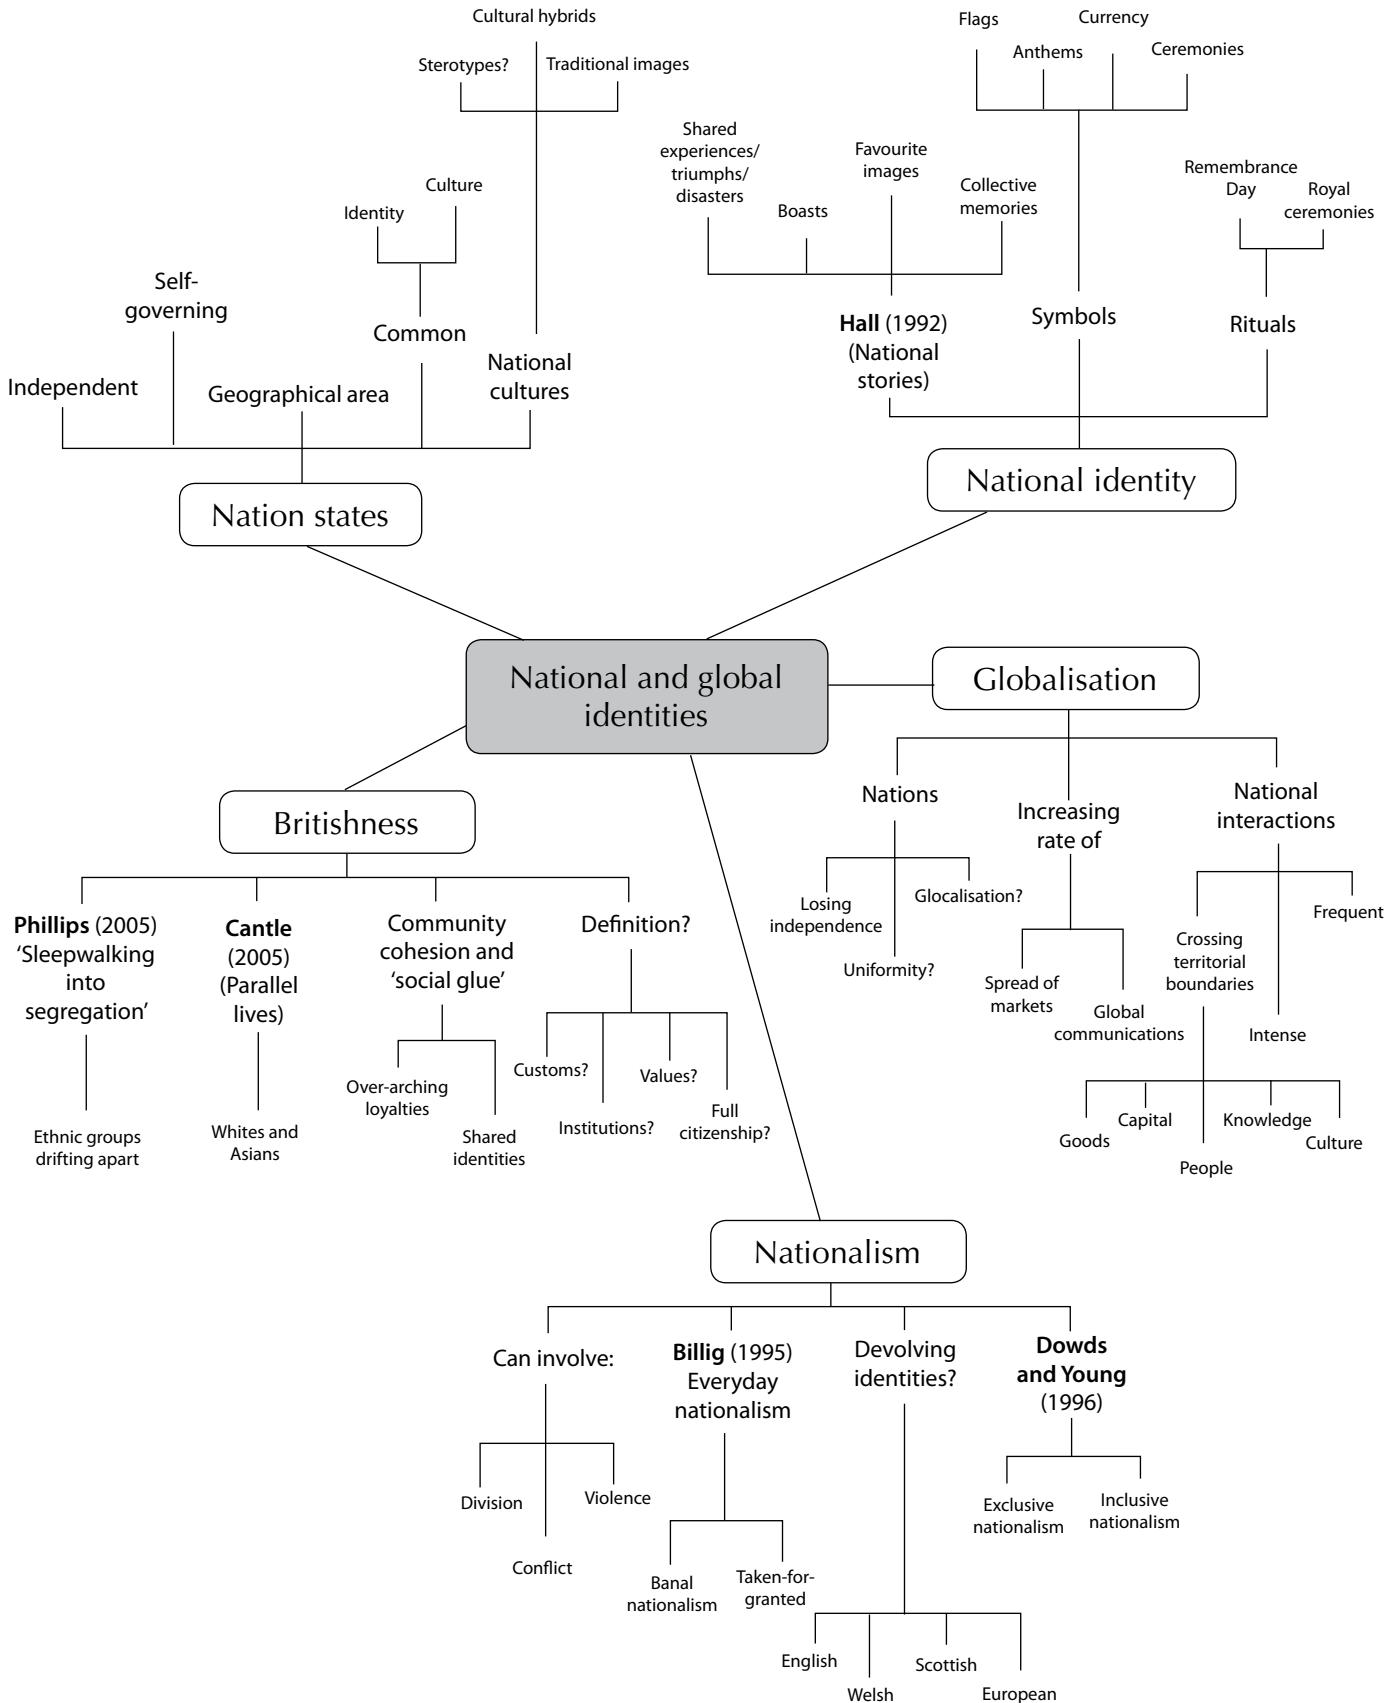 Cultural hybrids
Sterotypes?
Traditional images
Culture
Identity
Self-
governing
Common
National
cultures
Independent
Geographical area
Nation states
Flags
Currency
Anthems
Ceremonies
Shared
experiences/
triumphs/
disasters
Boasts
Favourite
images
Collective
memories
Remembrance
Day
Royal
ceremonies
Hall (1992)
(National
stories)
Symbols
Rituals
National identity
National and global
identities
Globalisation
Nations
Increasing
rate of
National
interactions
Losing
independence
Glocalisation?
Uniformity?
Spread of
markets
Global
communications
Crossing
territorial
boundaries
Frequent
Intense
Goods
Capital
People
Knowledge
Culture
Britishness
Phillips (2005)
‘Sleepwalking
into
segregation’
Cantle
(2005)
(Parallel
lives)
Community
cohesion and
‘social glue’
Definition?
Ethnic groups
drifting apart
Whites and
Asians
Over-arching
loyalties
Shared
identities
Customs?
Institutions?
Values?
Full
citizenship?
Nationalism
Can involve:
Billig (1995)
Everyday
nationalism
Devolving
identities?
Dowds
and Young
(1996)
Division
Violence
Conflict
Banal
nationalism
Taken-for-
granted
Exclusive
nationalism
Inclusive
nationalism
English
Welsh
Scottish
European